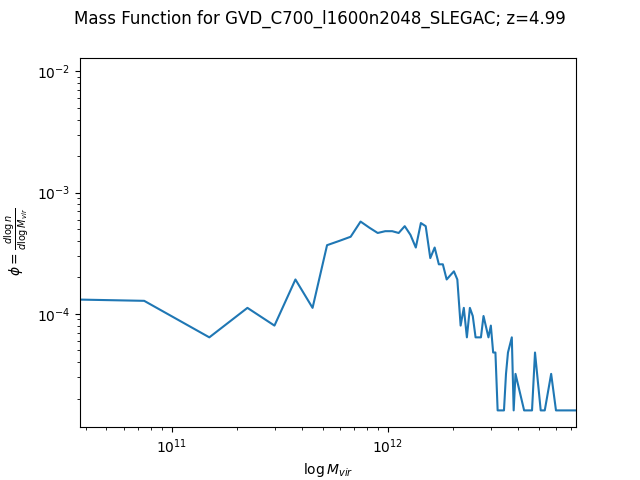 Mass Function for GVD_C700_l1600n2048_SLEGAC; z=4.99
10⁻²
10⁻³
10⁻⁴
ϕ = d log n / d log M_vir
10¹¹
10¹²
log M_vir